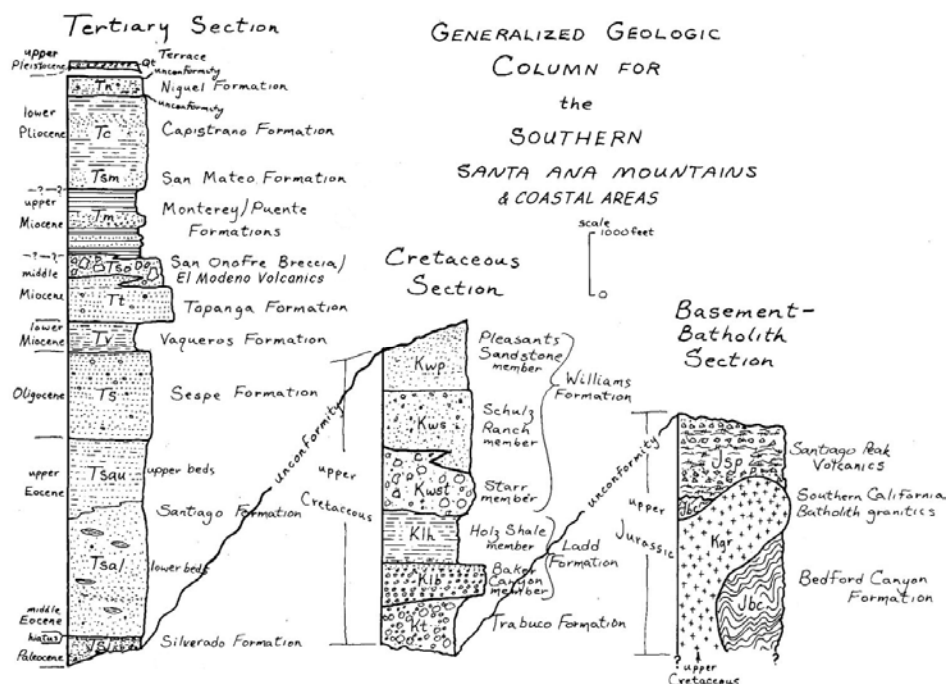 Tertiary Section
upper
Pleistocene
Qt
Terrace
unconformity
Tn
Niguel Formation
unconformity
lower
Pliocene
Tc
Capistrano Formation
Tsm
San Mateo Formation
-?-?-
upper
Miocene
Tm
Monterey/Puente
Formations
-?-?-
middle
Miocene
Tso
San Onofre Breccia/
El Modeno Volcanics
Tt
Topanga Formation
lower
Miocene
Tv
Vaqueros Formation
Oligocene
Ts
Sespe Formation
upper
Eocene
Tsau
upper beds
Santiago Formation
Tsal
lower beds
middle
Eocene
hiatus
Paleocene
Silverado Formation
unconformity
GENERALIZED GEOLOGIC
COLUMN FOR
the
SOUTHERN
SANTA ANA MOUNTAINS
& COASTAL AREAS
scale
1000 feet
0
Cretaceous
Section
upper
Cretaceous
Kwp
Pleasants
Sandstone
member
Kws
Schulz
Ranch
member
Kwst
Starr
member
Williams
Formation
Klh
Holz Shale
member
Klb
Baker
Canyon
member
Ladd
Formation
Kt
Trabuco Formation
unconformity
Basement-
Batholith
Section
upper
Jurassic
Jsp
Santiago Peak
Volcanics
Jbc
Southern California
Batholith granitics
Kgr
Jbc
Bedford Canyon
Formation
?
?
upper
Cretaceous